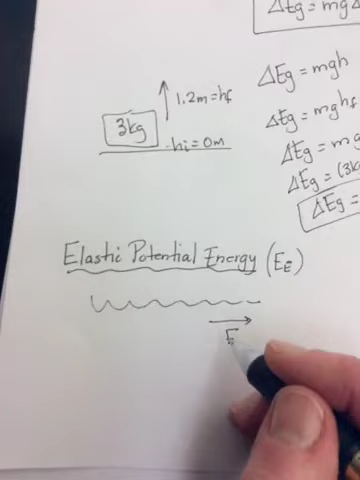 ΔEg = mg
ΔEg = mgh
1.2m = hf
3kg
hi = 0m
ΔEg = mghf
ΔEg = mg
ΔEg = (3k
ΔEg =
Elastic Potential Energy (EE)
F